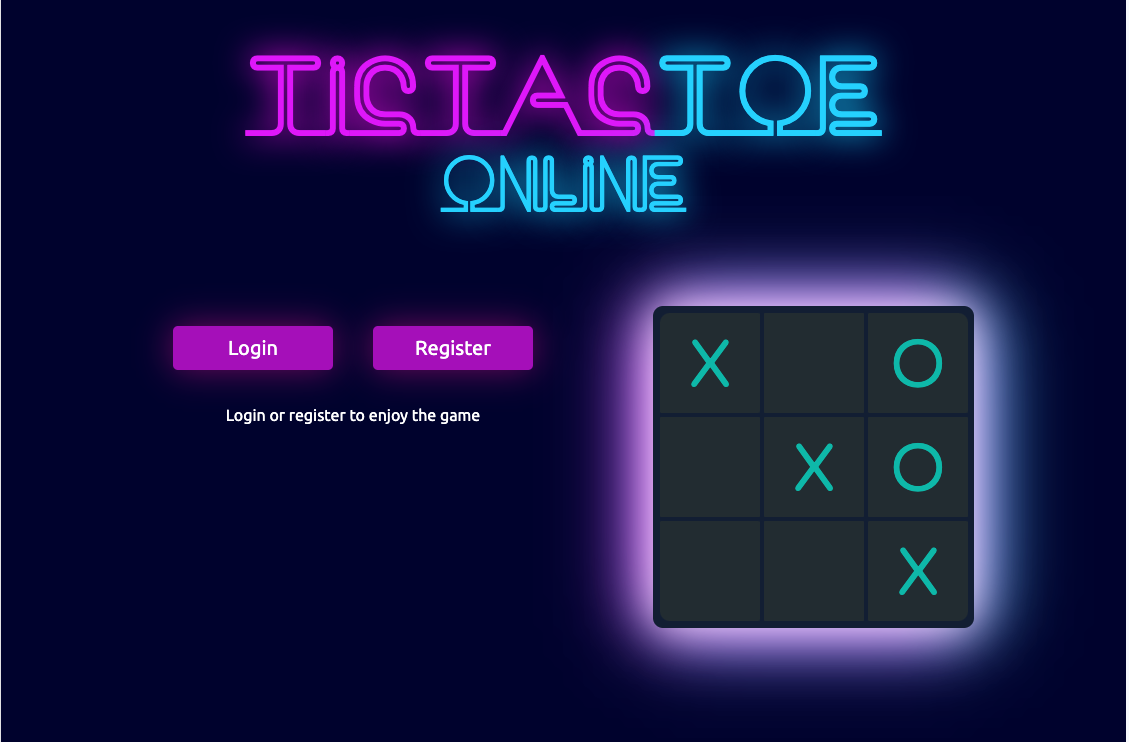 TiCTACTOE
ONLiNE
Login Register
Login or register to enjoy the game
X O
X O
X